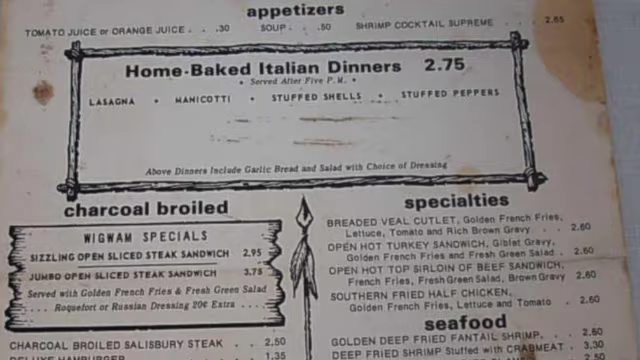 appetizers
TOMATO JUICE or ORANGE JUICE . . .30 SOUP . . .50 SHRIMP COCKTAIL SUPREME . . . . 2.65
Home-Baked Italian Dinners 2.75
• Served After Five P.M. •
LASAGNA • MANICOTTI • STUFFED SHELLS • STUFFED PEPPERS
Above Dinners Include Garlic Bread and Salad with Choice of Dressing
charcoal broiled
WIGWAM SPECIALS
SIZZLING OPEN SLICED STEAK SANDWICH 2.95
JUMBO OPEN SLICED STEAK SANDWICH 3.75
Served with Golden French Fries & Fresh Green Salad
. . . . Roquefort or Russian Dressing 20¢ Extra . . . .
CHARCOAL BROILED SALISBURY STEAK . . 2.50
DELUXE HAMBURGER 1.35
specialties
BREADED VEAL CUTLET, Golden French Fries,
Lettuce, Tomato and Rich Brown Gravy . . 2.60
OPEN HOT TURKEY SANDWICH, Giblet Gravy,
Golden French Fries and Fresh Green Salad . 2.60
OPEN HOT TOP SIRLOIN OF BEEF SANDWICH,
French Fries, Fresh Green Salad, Brown Gravy 2.60
SOUTHERN FRIED HALF CHICKEN,
Golden French Fries, Lettuce and Tomato . 2.60
seafood
GOLDEN DEEP FRIED FANTAIL SHRIMP, . . 2.60
DEEP FRIED SHRIMP Stuffed with CRABMEAT . 3.30